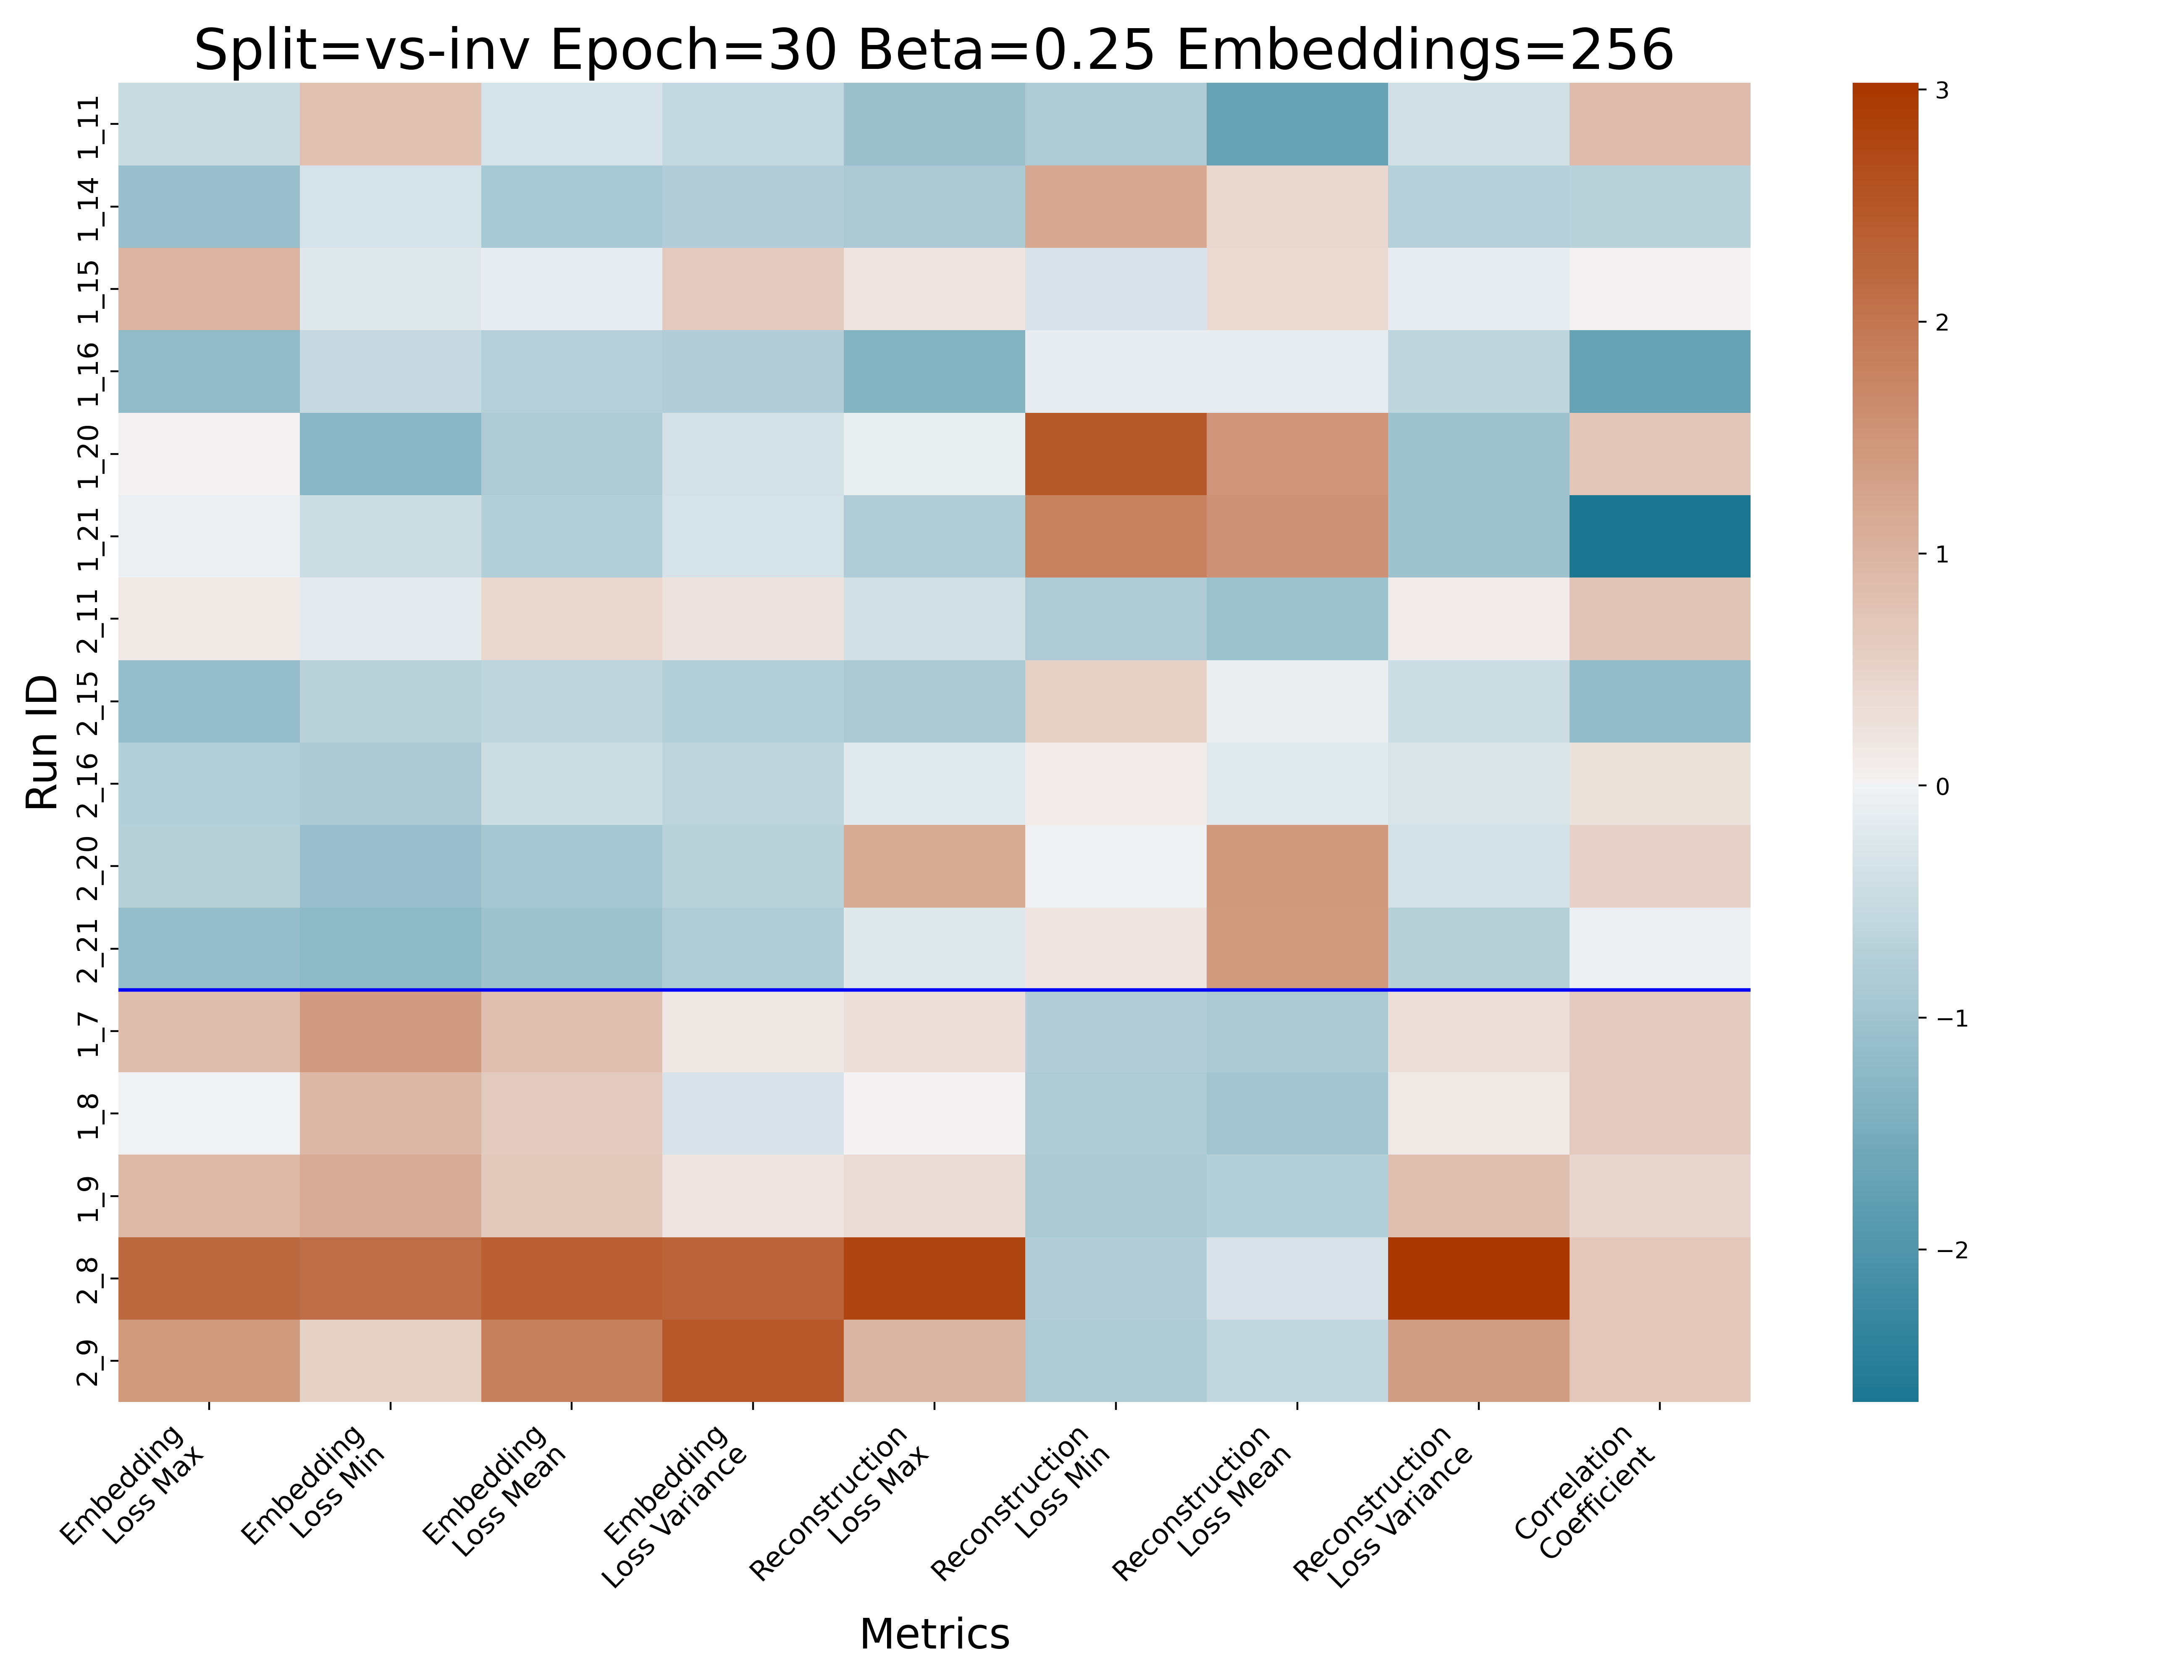 Split=vs-inv Epoch=30 Beta=0.25 Embeddings=256
Run ID
1_11
1_14
1_15
1_16
1_20
1_21
2_11
2_15
2_16
2_20
2_21
1_7
1_8
1_9
2_8
2_9
Embedding
Loss Max
Embedding
Loss Min
Embedding
Loss Mean
Embedding
Loss Variance
Reconstruction
Loss Max
Reconstruction
Loss Min
Reconstruction
Loss Mean
Reconstruction
Loss Variance
Correlation
Coefficient
Metrics
3
2
1
0
−1
−2